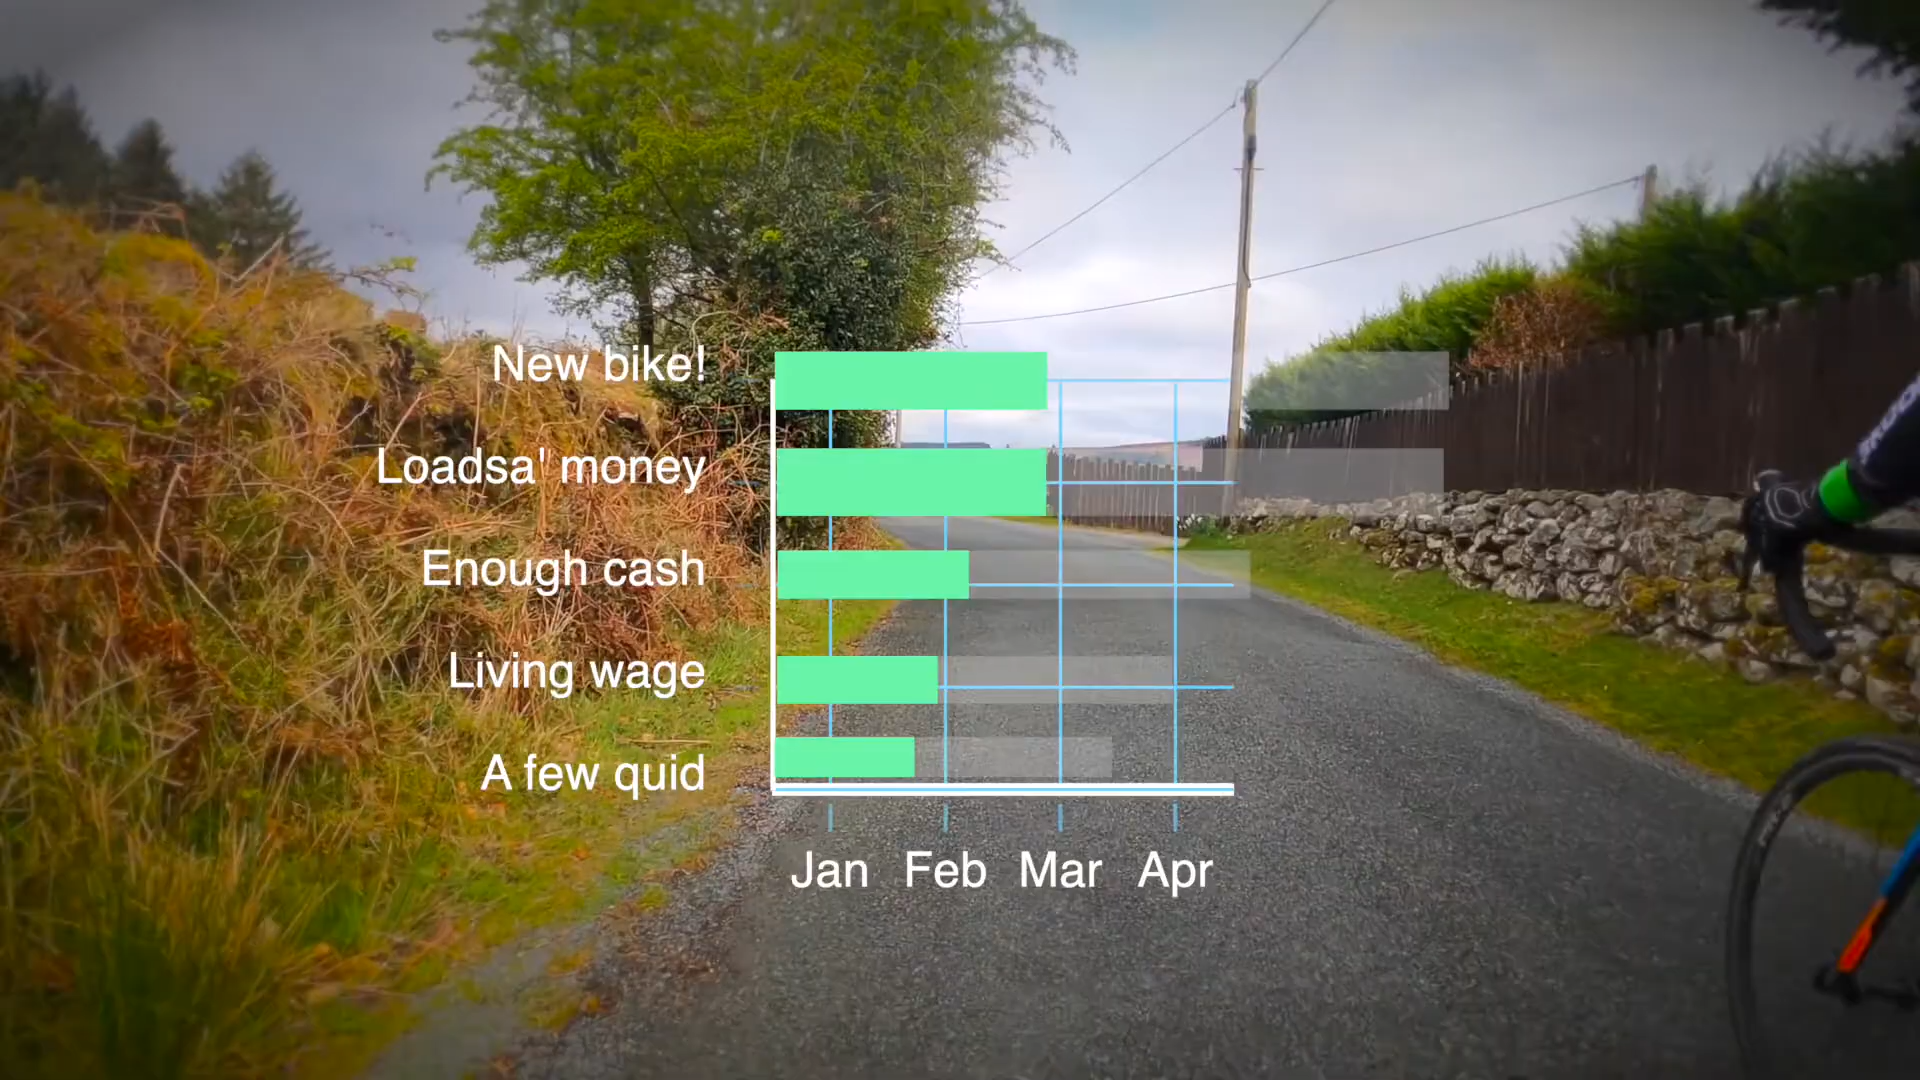 New bike!
Loadsa' money
Enough cash
Living wage
A few quid
Jan Feb Mar Apr